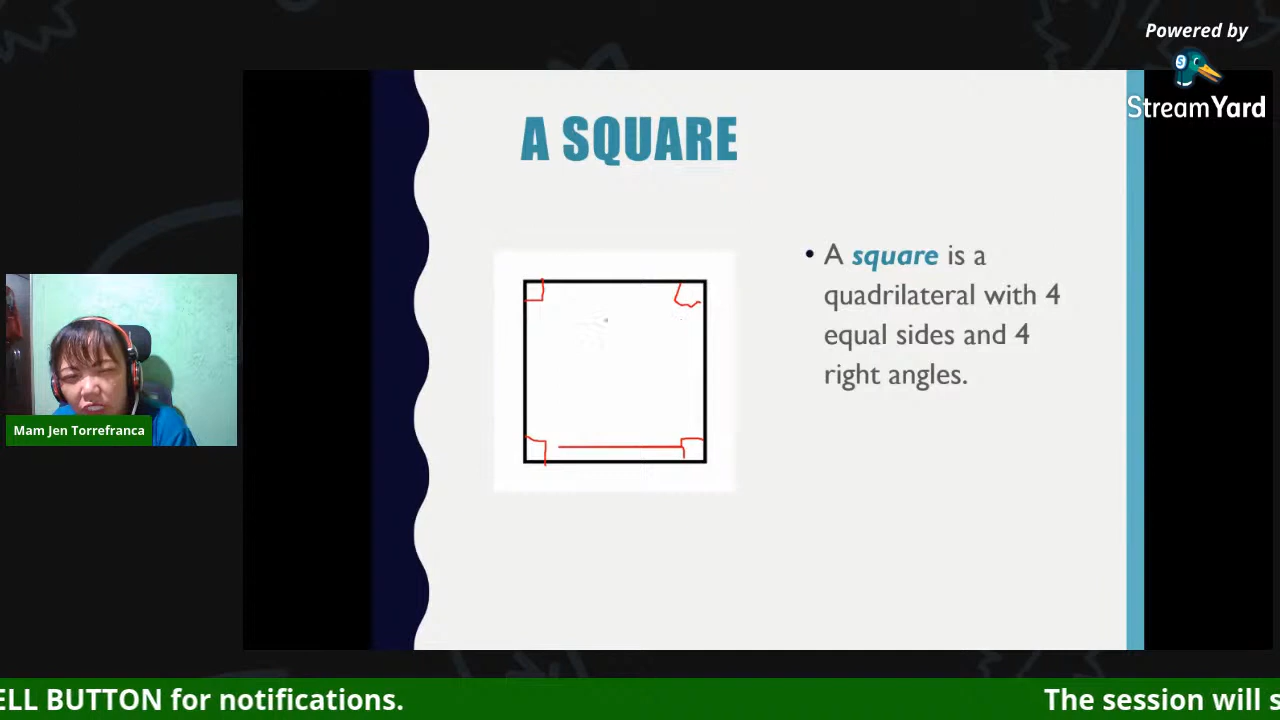 Powered by
StreamYard
A SQUARE
• A square is a
quadrilateral with 4
equal sides and 4
right angles.
Mam Jen Torrefranca
ELL BUTTON for notifications.
The session will s